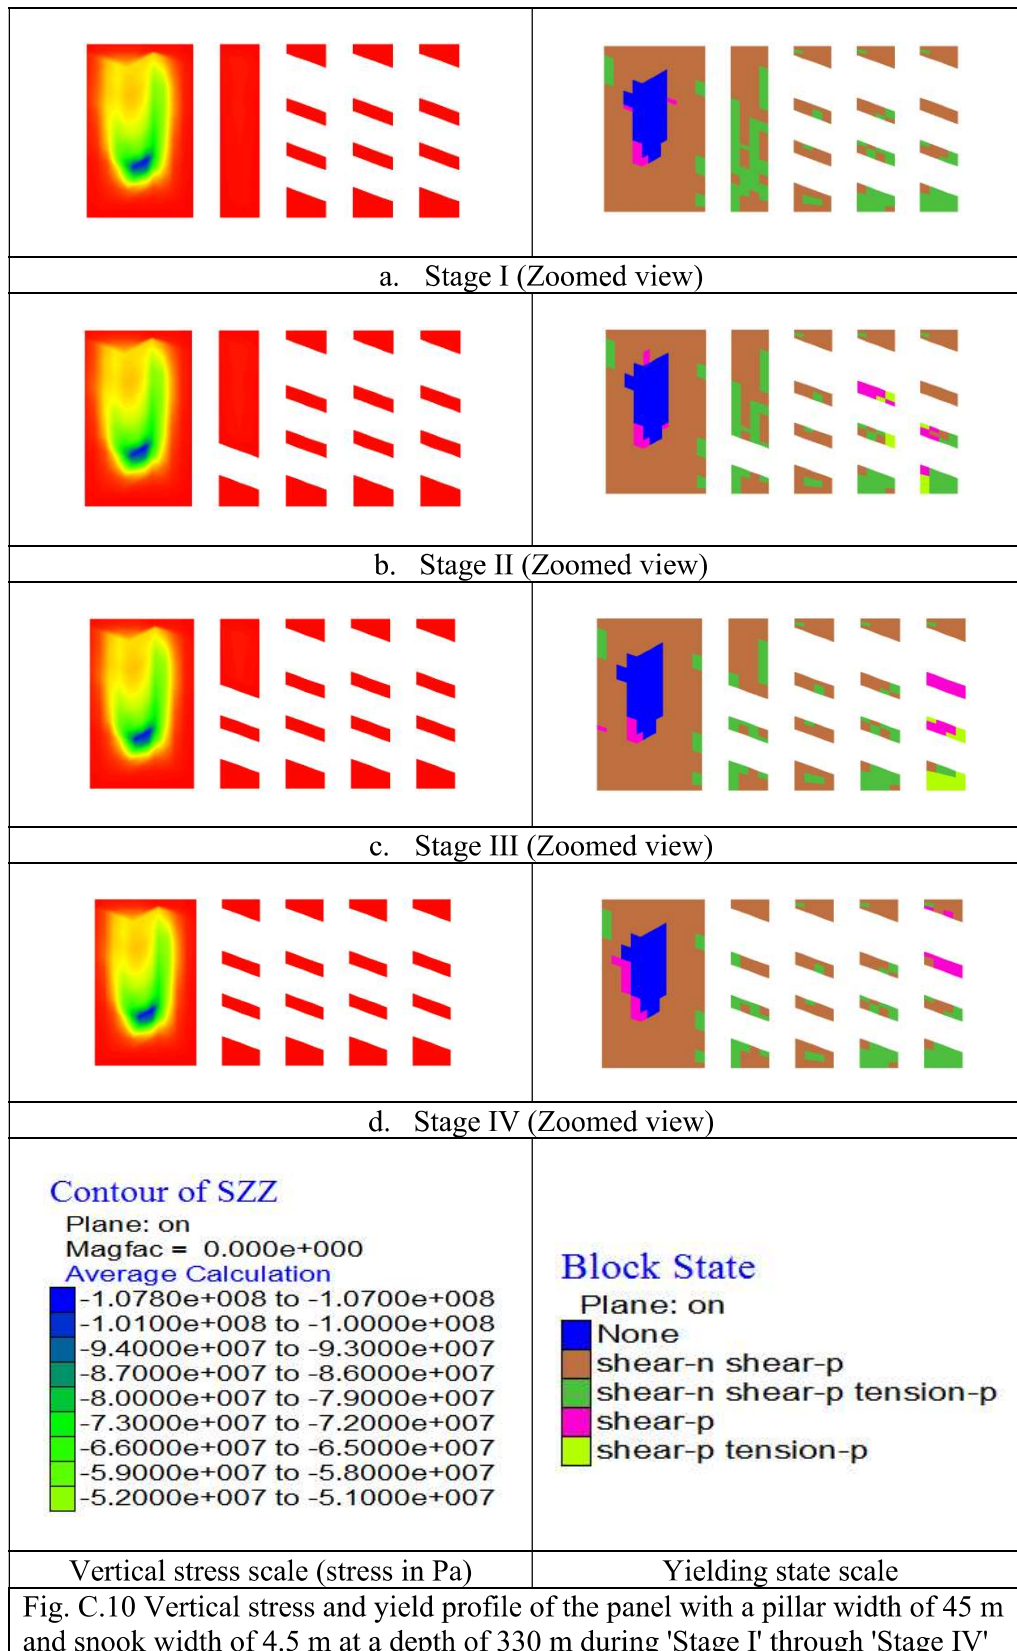 a. Stage I (Zoomed view)
b. Stage II (Zoomed view)
c. Stage III (Zoomed view)
d. Stage IV (Zoomed view)
Contour of SZZ
Plane: on
Magfac = 0.000e+000
Average Calculation
-1.0780e+008 to -1.0700e+008
-1.0100e+008 to -1.0000e+008
-9.4000e+007 to -9.3000e+007
-8.7000e+007 to -8.6000e+007
-8.0000e+007 to -7.9000e+007
-7.3000e+007 to -7.2000e+007
-6.6000e+007 to -6.5000e+007
-5.9000e+007 to -5.8000e+007
-5.2000e+007 to -5.1000e+007
Block State
Plane: on
None
shear-n shear-p
shear-n shear-p tension-p
shear-p
shear-p tension-p
Vertical stress scale (stress in Pa)
Yielding state scale
Fig. C.10 Vertical stress and yield profile of the panel with a pillar width of 45 m
and snook width of 4.5 m at a depth of 330 m during 'Stage I' through 'Stage IV'